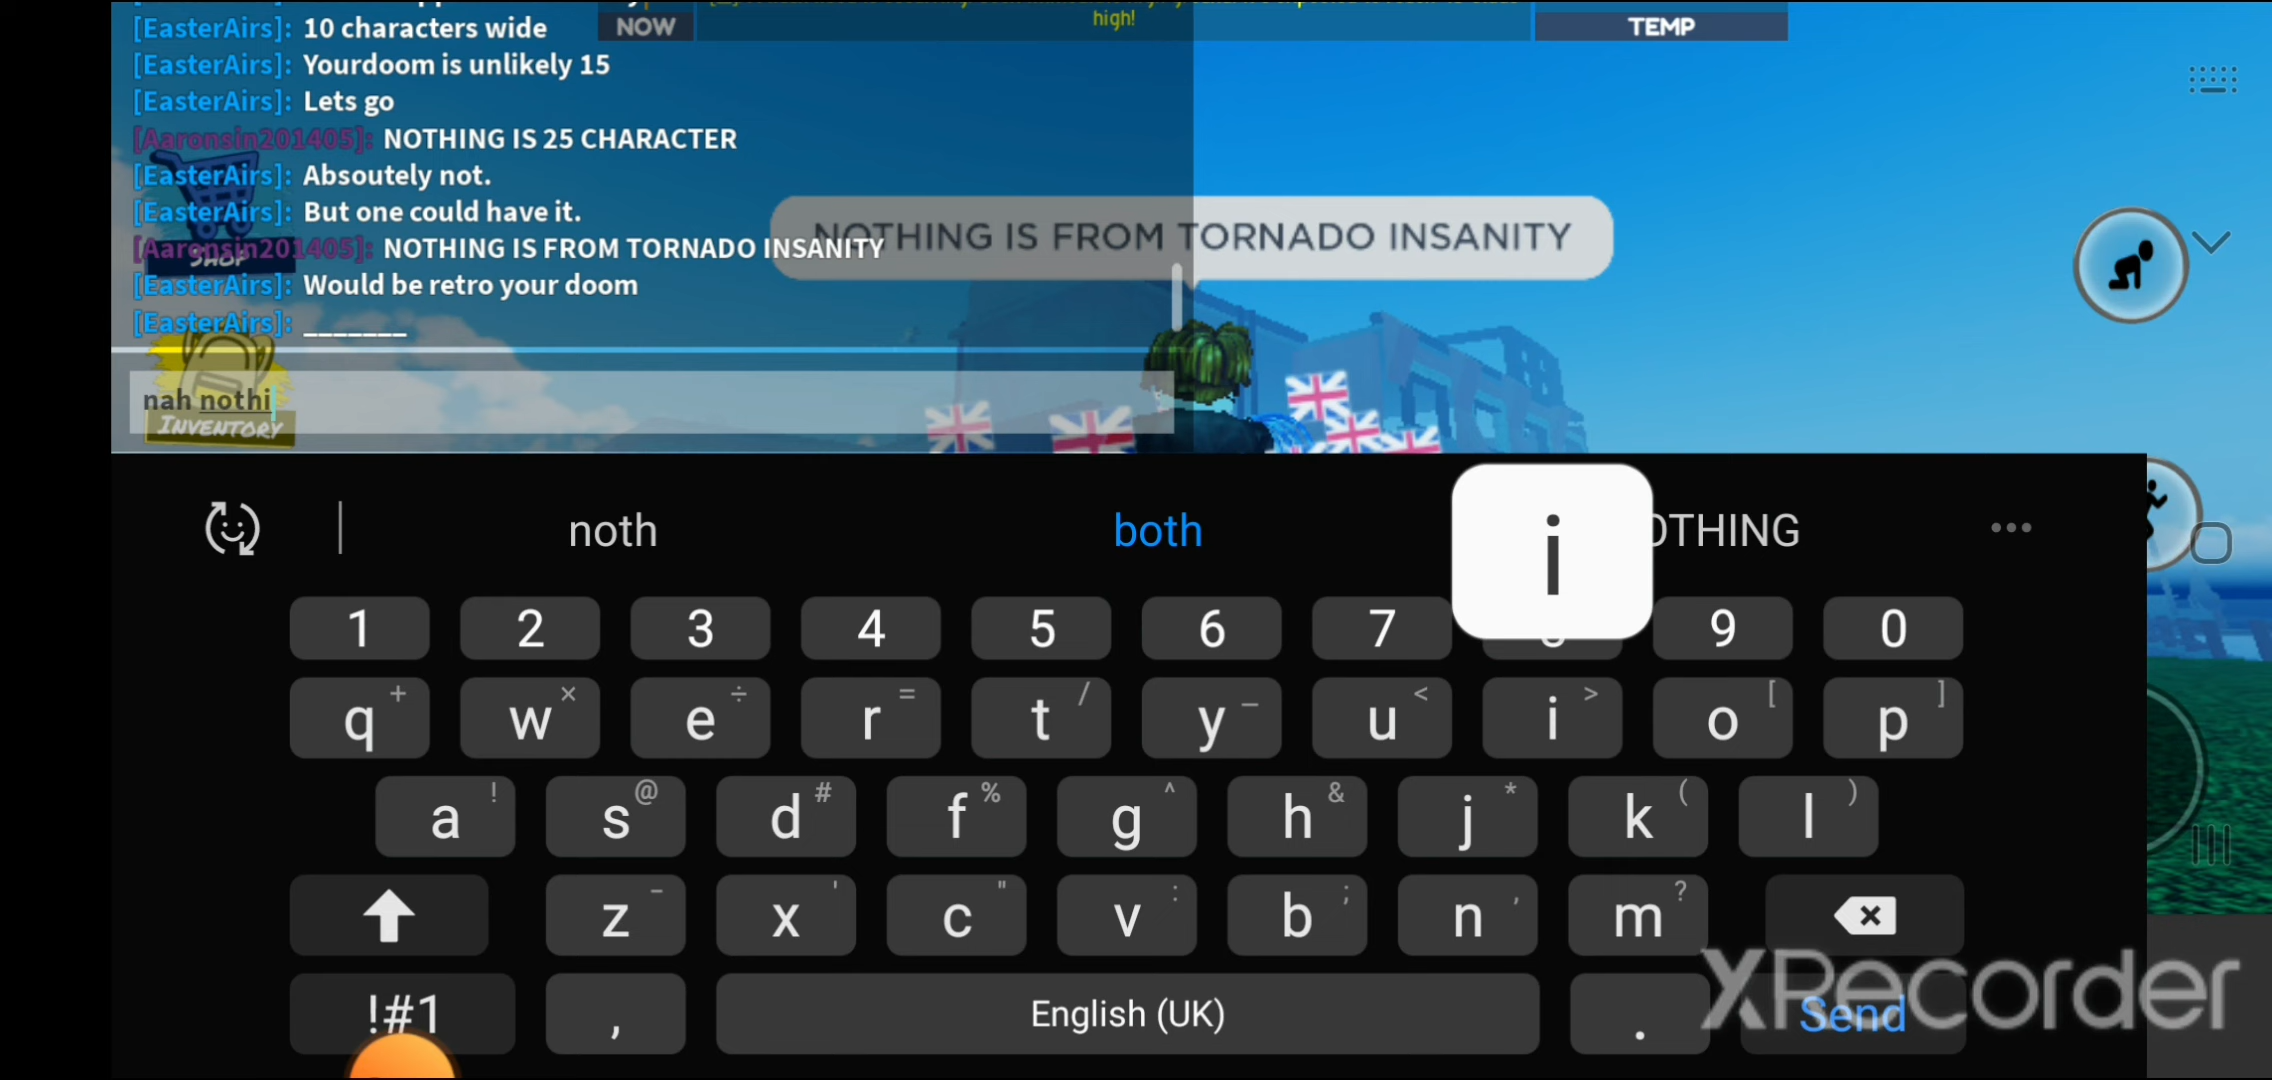 [EasterAirs]: 10 characters wide
[EasterAirs]: Yourdoom is unlikely 15
[EasterAirs]: Lets go
[Aaronsin201405]: NOTHING IS 25 CHARACTER
[EasterAirs]: Absoutely not.
[EasterAirs]: But one could have it.
[Aaronsin201405]: NOTHING IS FROM TORNADO INSANITY
[EasterAirs]: Would be retro your doom
[EasterAirs]: _______
NOW
high!
TEMP
NOTHING IS FROM TORNADO INSANITY
SHOP
nah nothi
INVENTORY
noth both OTHING
i
1 2 3 4 5 6 7 9 0
q + w × e ÷ r = t / y _ u < i > o [ p ]
a ! s @ d # f % g ^ h & j * k ( l )
z - x ' c " v : b ; n , m ?
!#1 , English (UK) . Send
XRecorder